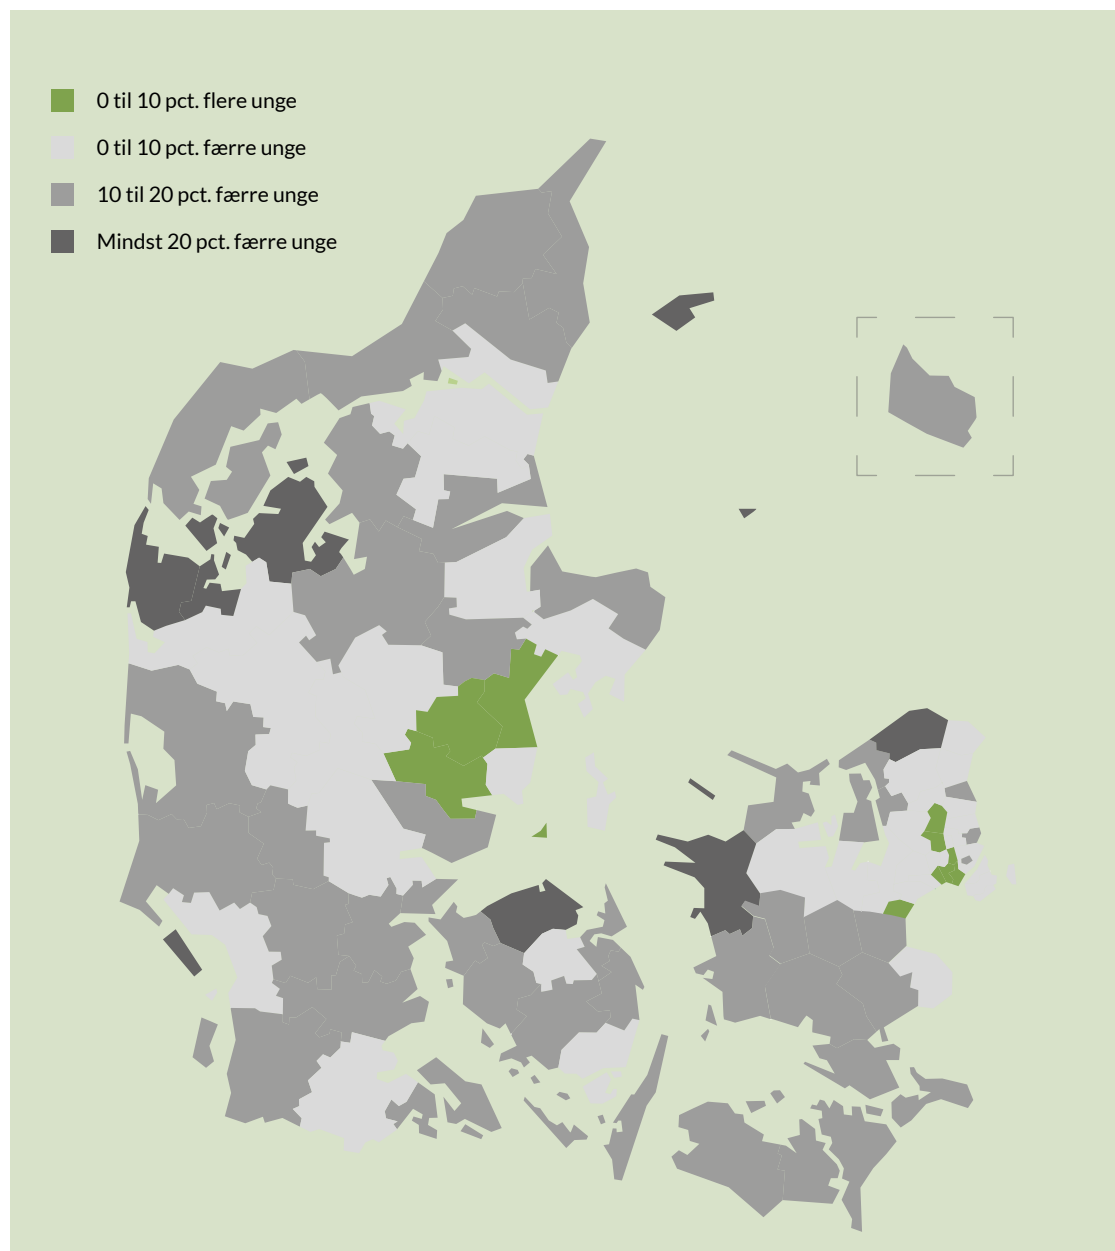 0 til 10 pct. flere unge
0 til 10 pct. færre unge
10 til 20 pct. færre unge
Mindst 20 pct. færre unge